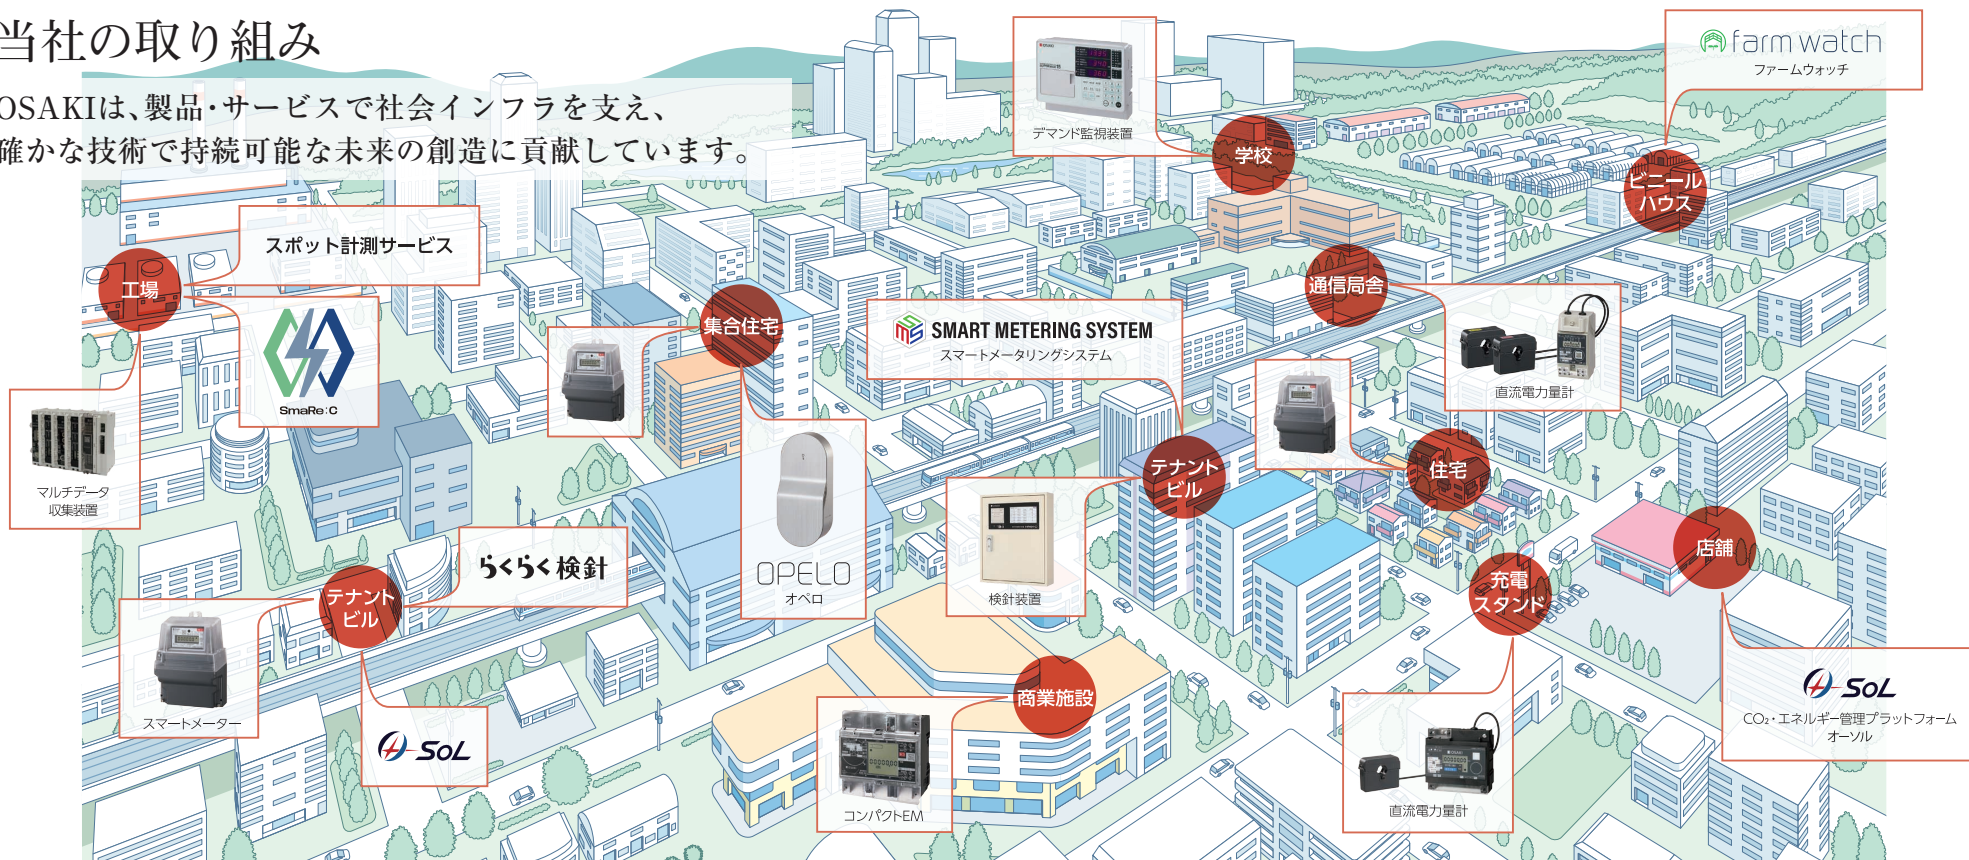 当社の取り組み
OSAKIは、製品・サービスで社会インフラを支え、
確かな技術で持続可能な未来の創造に貢献しています。
デマンド監視装置
学校
farm watch
ファームウォッチ
ビニール
ハウス
スポット計測サービス
工場
SmaRe:C
マルチデータ
収集装置
集合住宅
OPELO
オペロ
SMS
SMART METERING SYSTEM
スマートメータリングシステム
通信局舎
直流電力量計
テナント
ビル
検針装置
住宅
店舗
充電
スタンド
らくらく検針
テナント
ビル
スマートメーター
SoL
商業施設
コンパクトEM
直流電力量計
SoL
CO₂・エネルギー管理プラットフォーム
オーソル